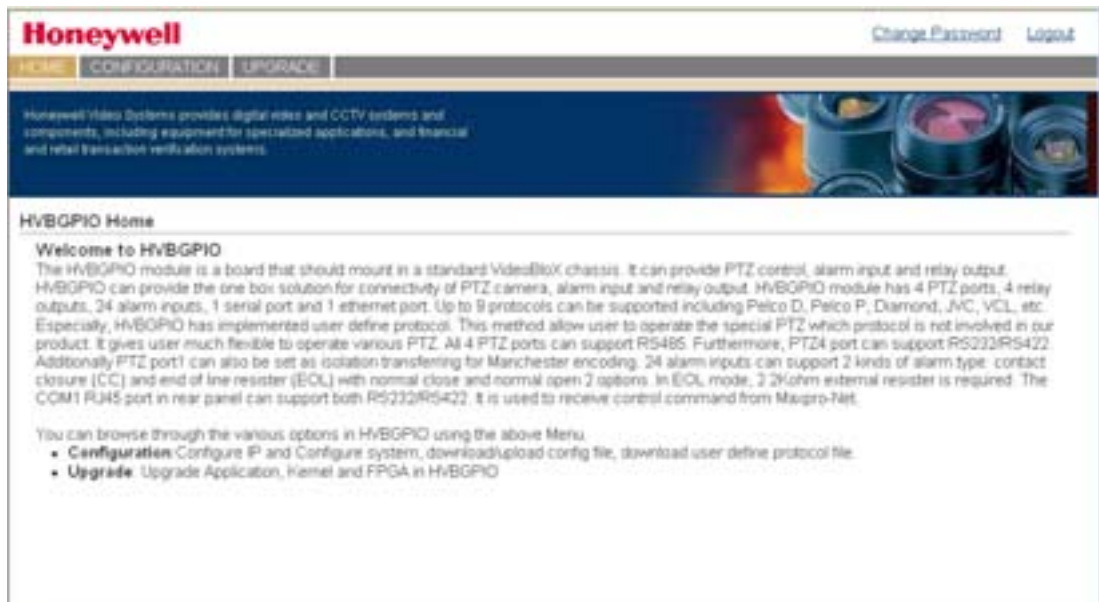 Honeywell
Change Password Logout
HOME CONFIGURATION UPGRADE
Honeywell Video Systems provides digital video and CCTV systems and
components, including equipment for specialized applications, and financial
and retail transaction verification systems.
HVBGPIO Home
Welcome to HVBGPIO
The HVBGPIO module is a board that should mount in a standard VideoBloX chassis. It can provide PTZ control, alarm input and relay output.
HVBGPIO can provide the one box solution for connectivity of PTZ camera, alarm input and relay output. HVBGPIO module has 4 PTZ ports, 4 relay
outputs, 24 alarm inputs, 1 serial port and 1 ethernet port. Up to 9 protocols can be supported including Pelco D, Pelco P, Diamond, JVC, VCL, etc.
Especially, HVBGPIO has implemented user define protocol. This method allow user to operate the special PTZ which protocol is not involved in our
product. It gives user much flexible to operate various PTZ. All 4 PTZ ports can support RS485. Furthermore, PTZ4 port can support RS232/RS422.
Additionally PTZ port1 can also be set as isolation transferring for Manchester encoding. 24 alarm inputs can support 2 kinds of alarm type: contact
closure (CC) and end of line resister (EOL) with normal close and normal open 2 options. In EOL mode, 2.2Kohm external resister is required. The
COM1 RJ45 port in rear panel can support both RS232/RS422. It is used to receive control command from Maxpro-Net.
You can browse through the various options in HVBGPIO using the above Menu.
• Configuration:Configure IP and Configure system, download/upload config file, download user define protocol file.
• Upgrade: Upgrade Application, Kernel and FPGA in HVBGPIO